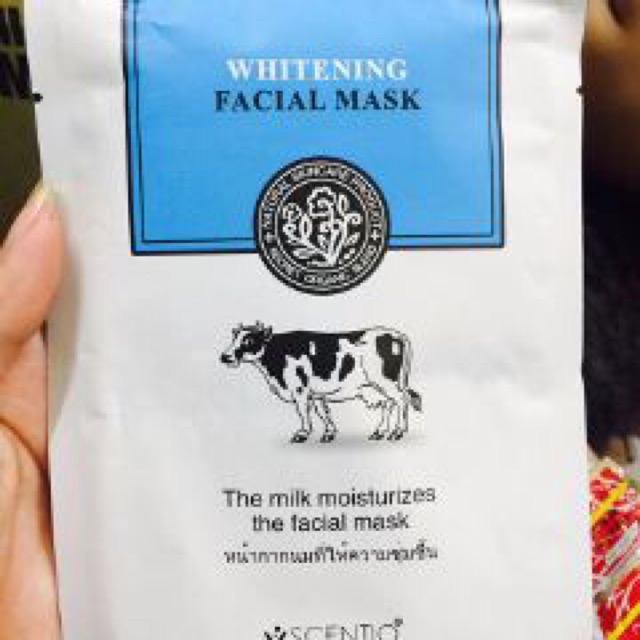 WHITENING
FACIAL MASK
The milk moisturizes
the facial mask
หน้ากากนมที่ให้ความชุ่มชื้น
SCENTIO®